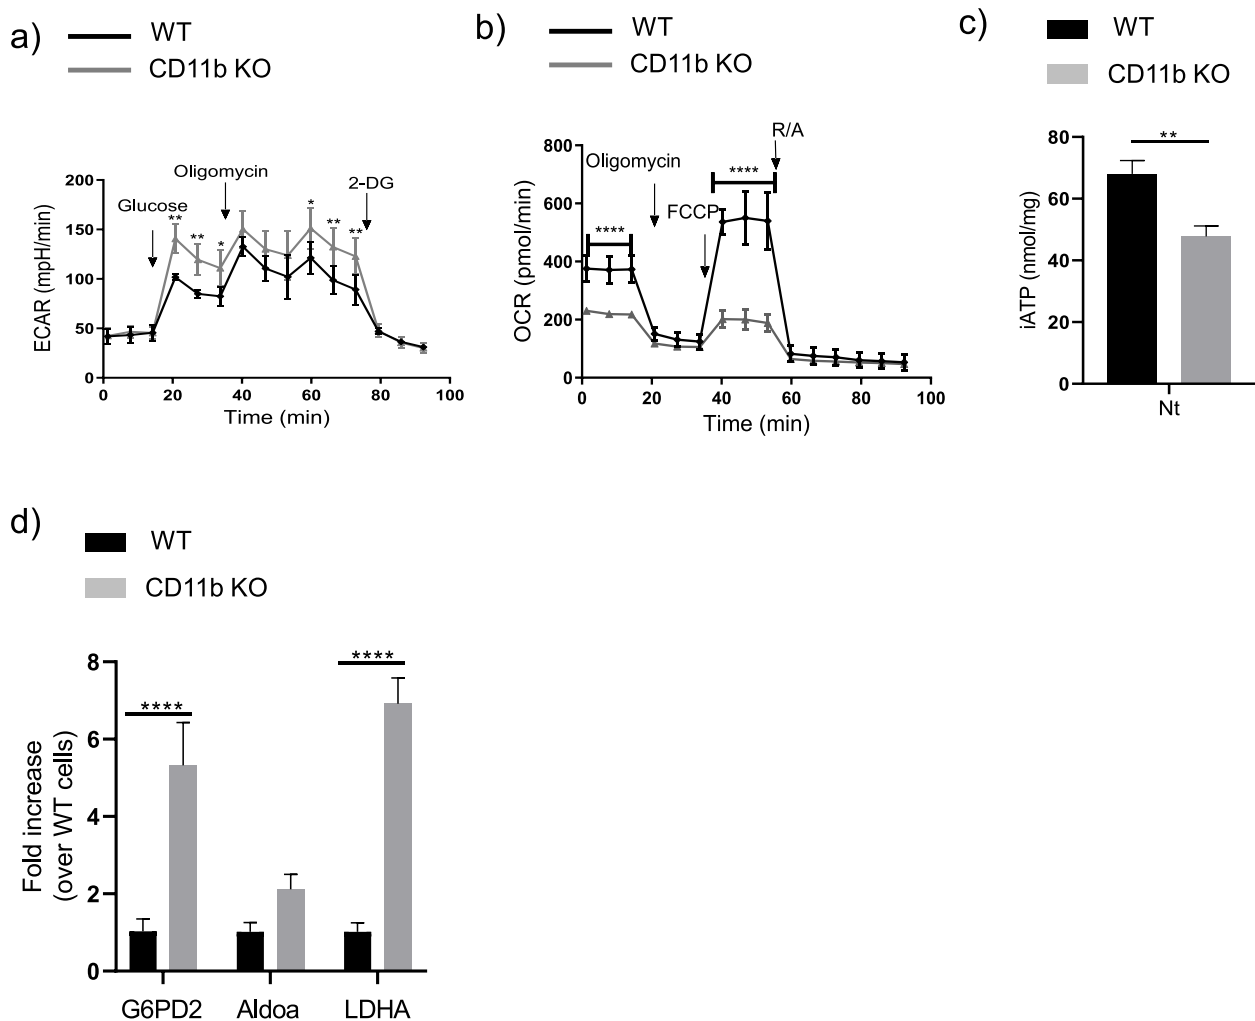 a)
WT
CD11b KO
200
150
100
50
0
ECAR (mpH/min)
Glucose
Oligomycin
2-DG
**
**
*
*
**
**
0
20
40
60
80
100
Time (min)
b)
WT
CD11b KO
800
600
400
200
0
OCR (pmol/min)
Oligomycin
FCCP
R/A
****
****
0
20
40
60
80
100
Time (min)
c)
WT
CD11b KO
**
80
60
40
20
0
iATP (nmol/mg)
Nt
d)
WT
CD11b KO
8
6
4
2
0
Fold increase
(over WT cells)
****
****
G6PD2
Aldoa
LDHA